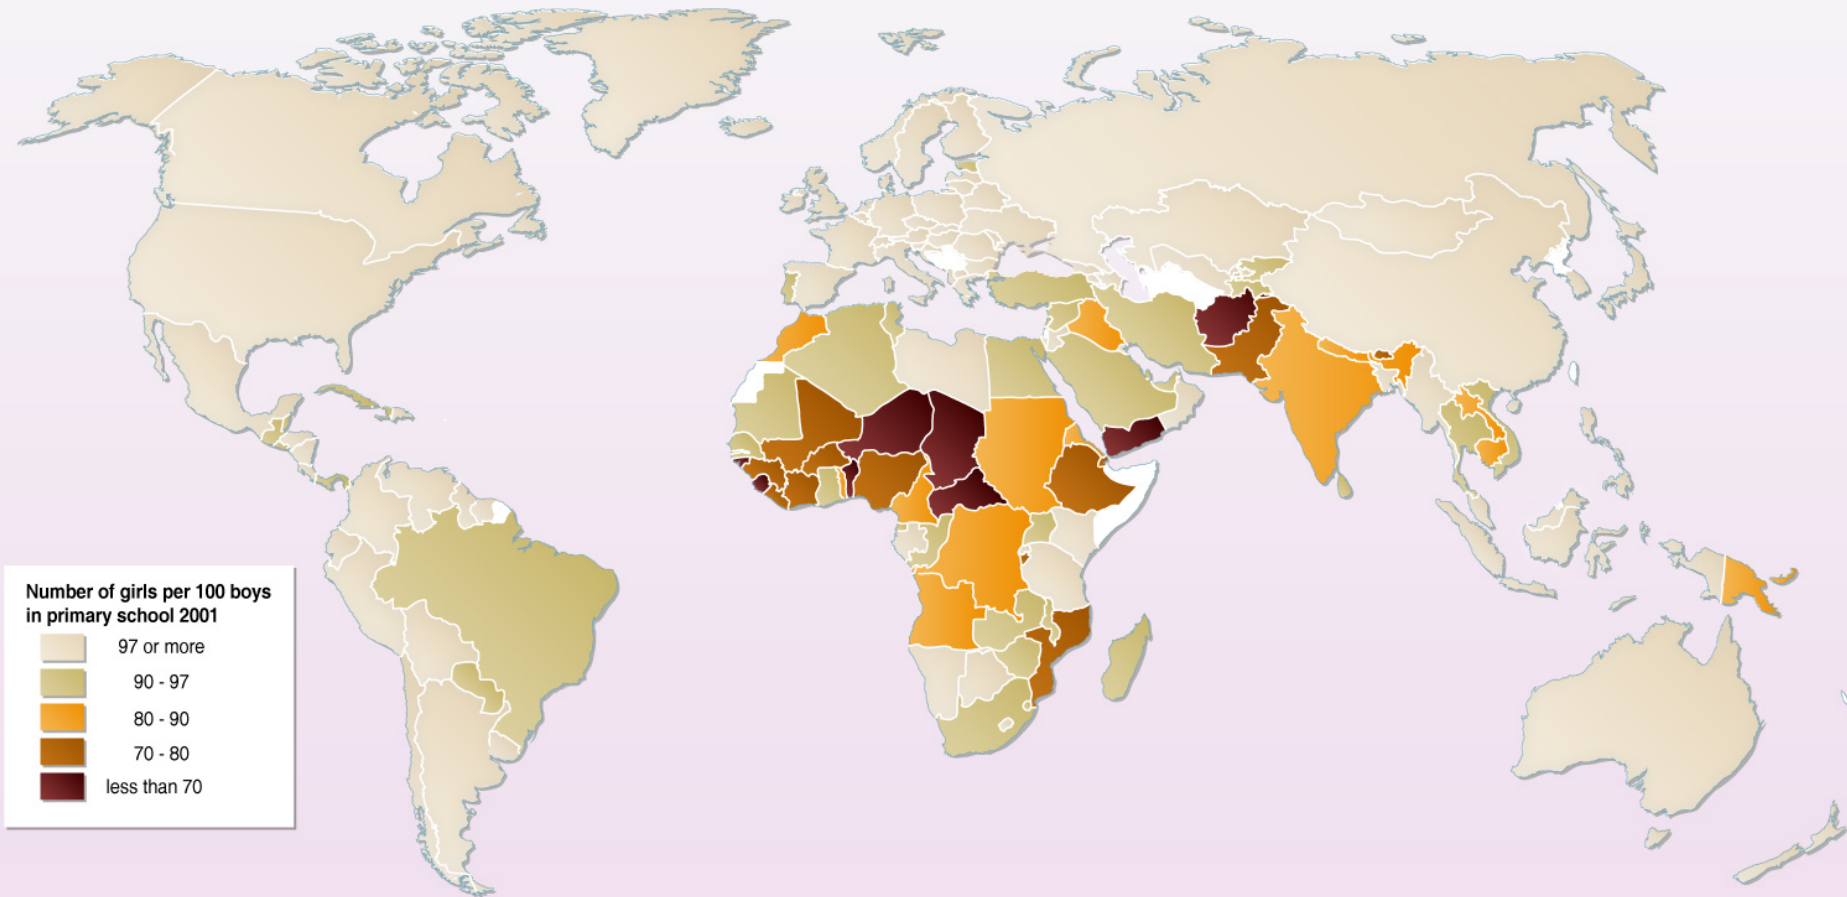 Number of girls per 100 boys
in primary school 2001
97 or more
90 - 97
80 - 90
70 - 80
less than 70